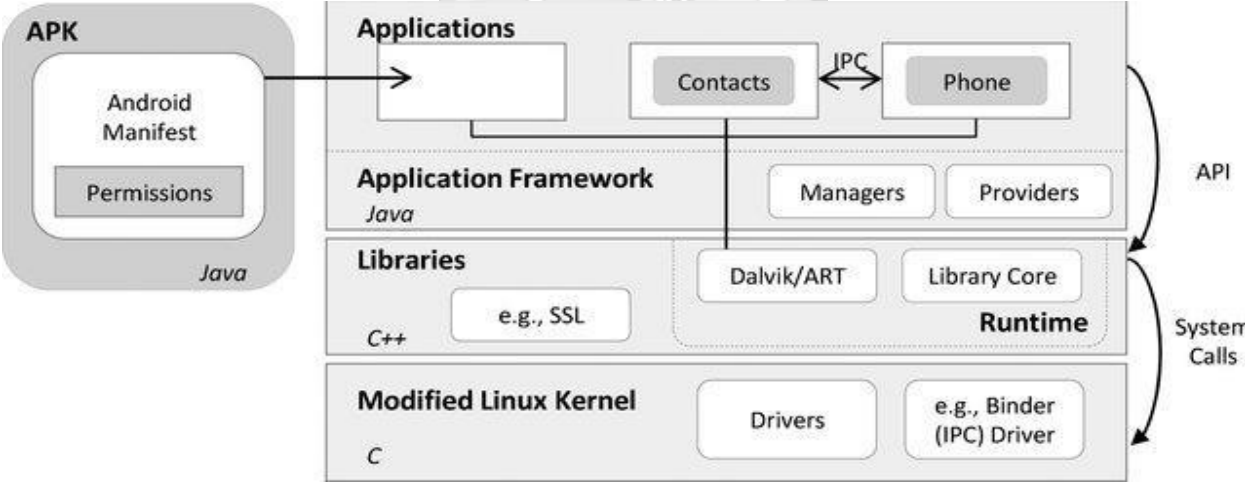 APK
Android
Manifest
Permissions
Java
Applications
Contacts
IPC
Phone
Application Framework
Java
Managers
Providers
API
Libraries
e.g., SSL
C++
Dalvik/ART
Library Core
Runtime
System
Calls
Modified Linux Kernel
C
Drivers
e.g., Binder
(IPC) Driver